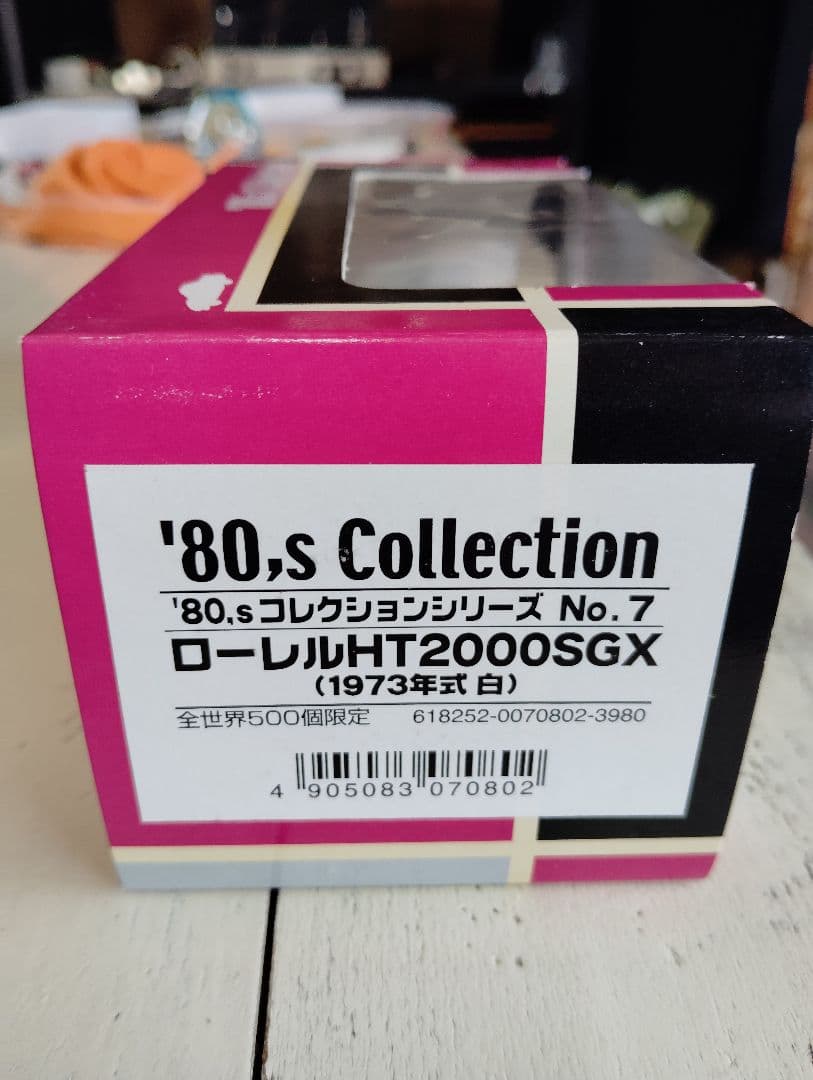 '80,s Collection
'80,sコレクションシリーズ No.7
ローレルHT2000SGX
(1973年式 白)
全世界500個限定 618252-0070802-3980
4 905083 070802